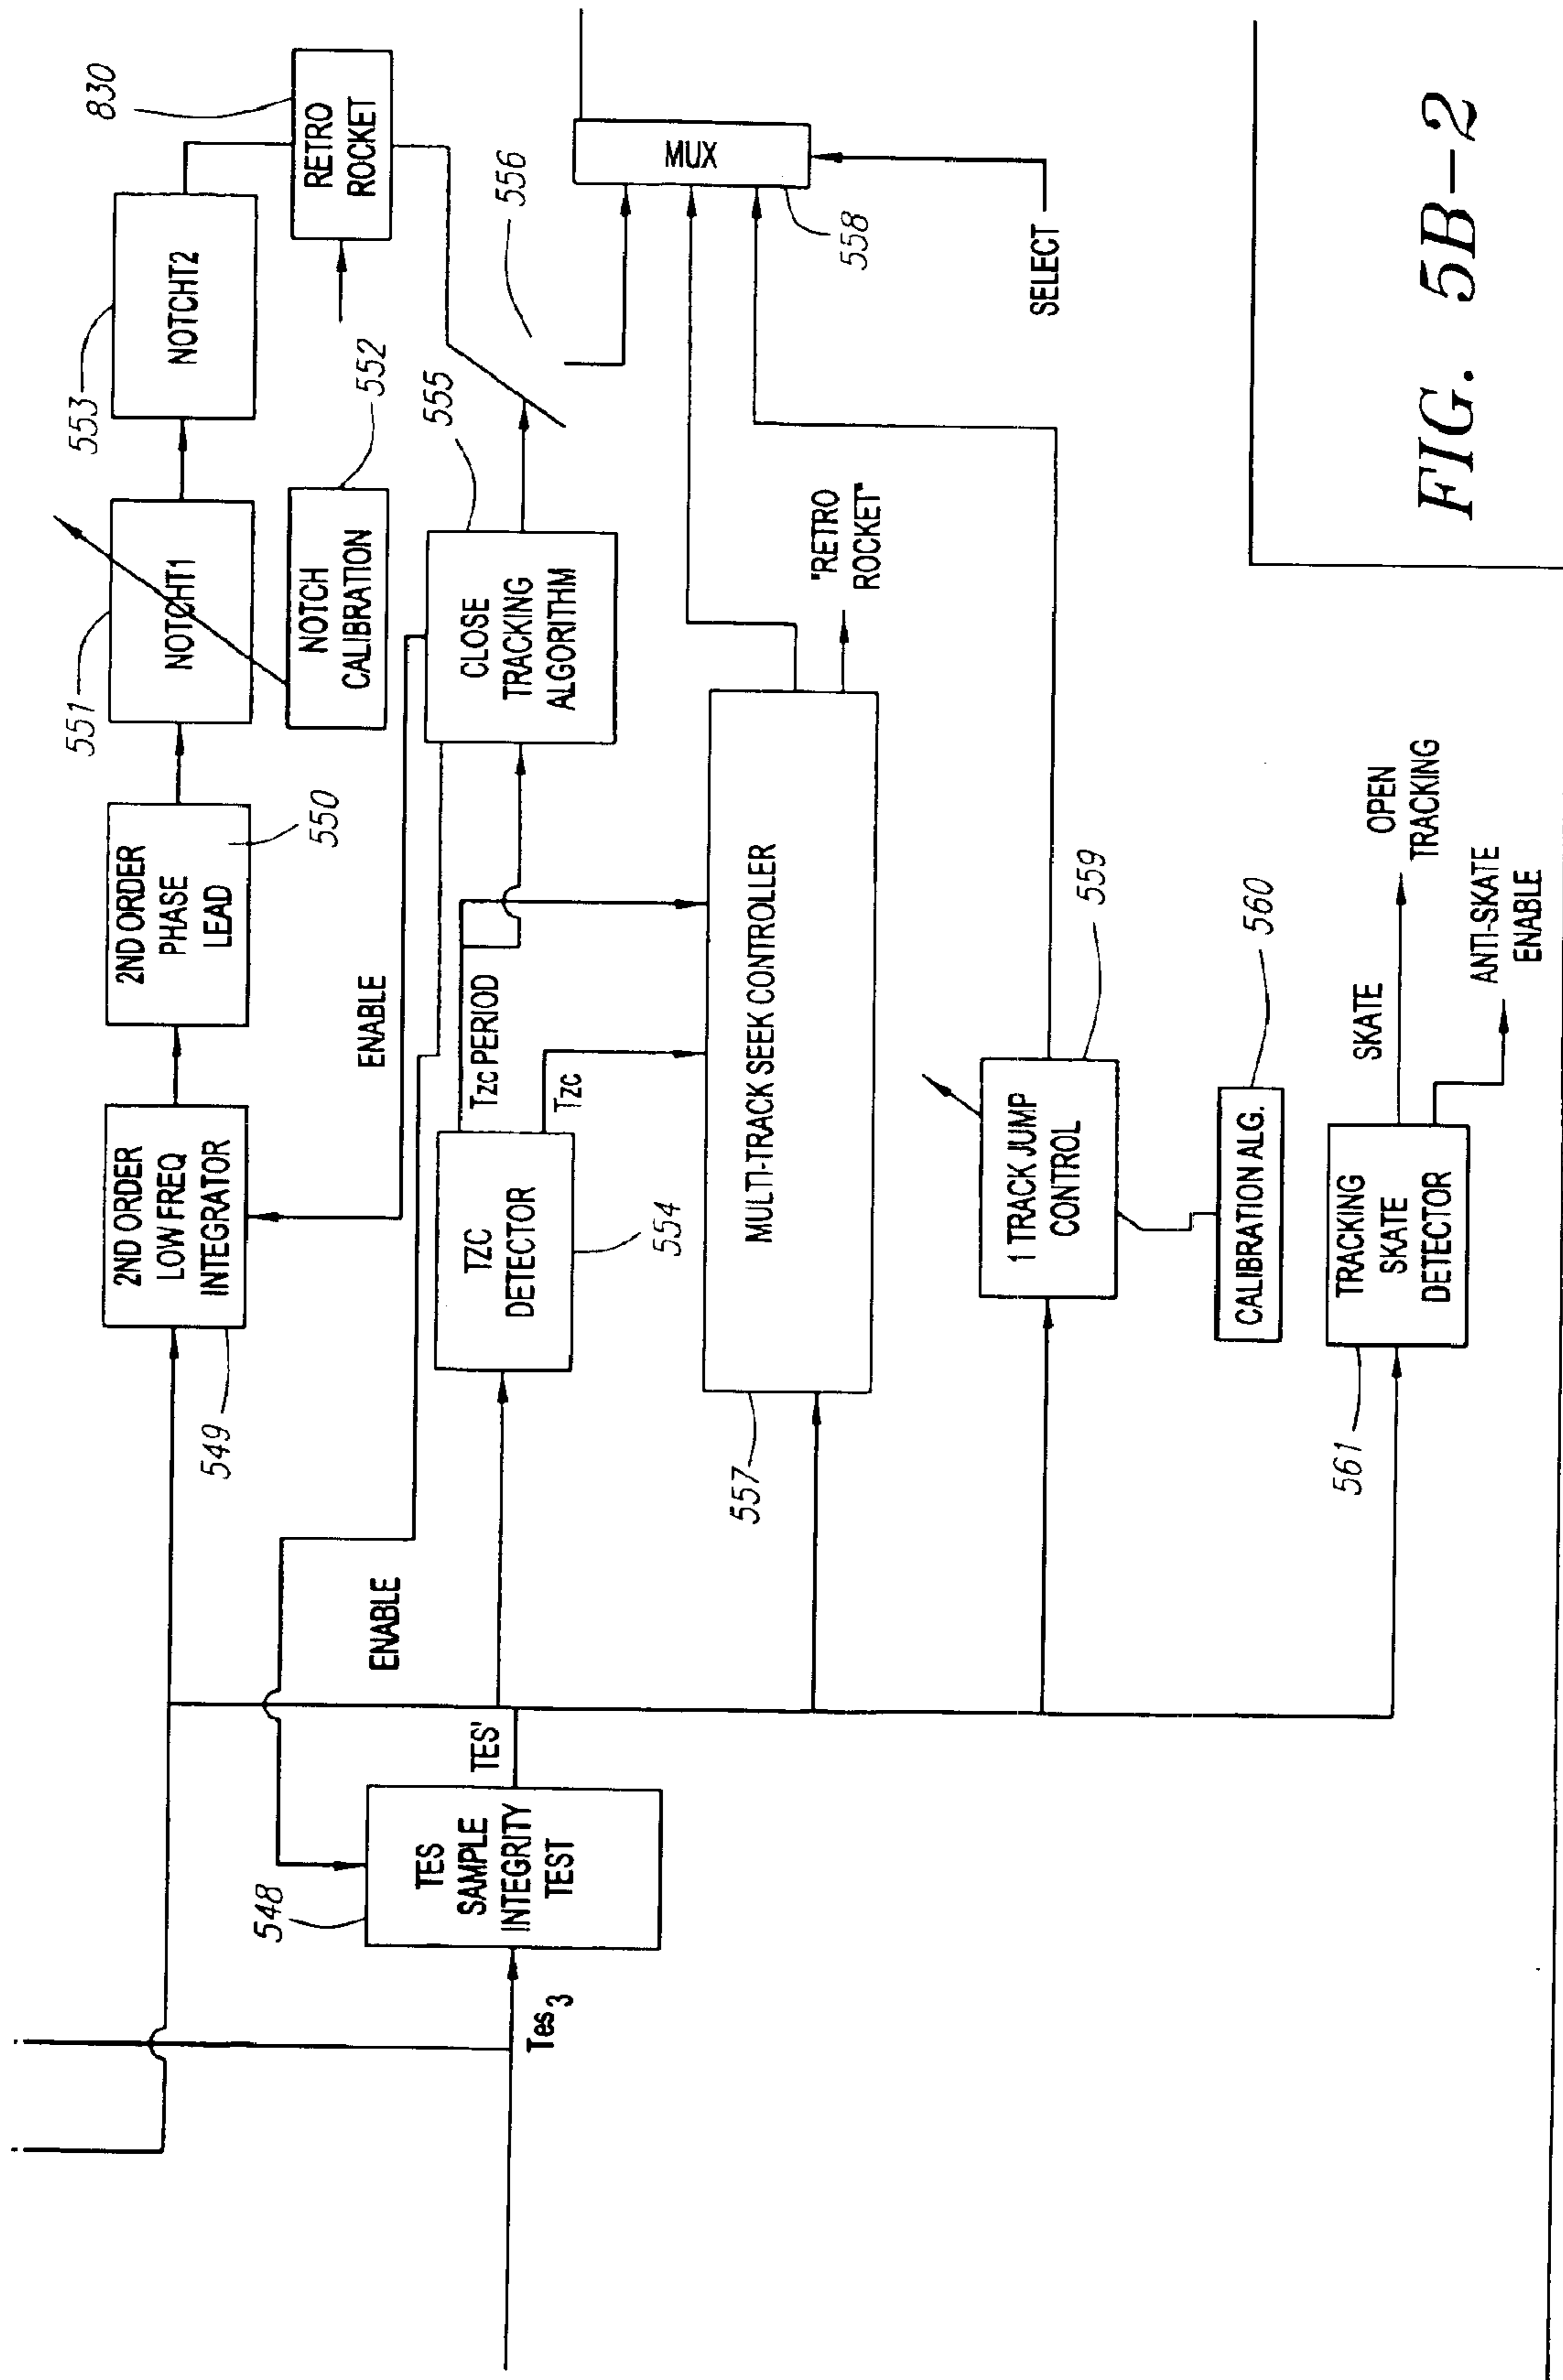 830
553
NOTCHT2
RETRO
ROCKET
551
NOTCHT1
NOTCH
CALIBRATION
552
2ND ORDER
PHASE
LEAD
550
2ND ORDER
LOW FREQ
INTEGRATOR
549
ENABLE
ENABLE
555
CLOSE
TRACKING
ALGORITHM
556
MUX
558
SELECT
Tes3
548
TES
SAMPLE
INTEGRITY
TEST
TES'
TZC
DETECTOR
554
Tzc PERIOD
Tzc
557
MULTI-TRACK SEEK CONTROLLER
"RETRO
ROCKET"
1 TRACK JUMP
CONTROL
559
CALIBRATION ALG.
560
561
TRACKING
SKATE
DETECTOR
SKATE
OPEN
TRACKING
ANTI-SKATE
ENABLE
FIG. 5B-2